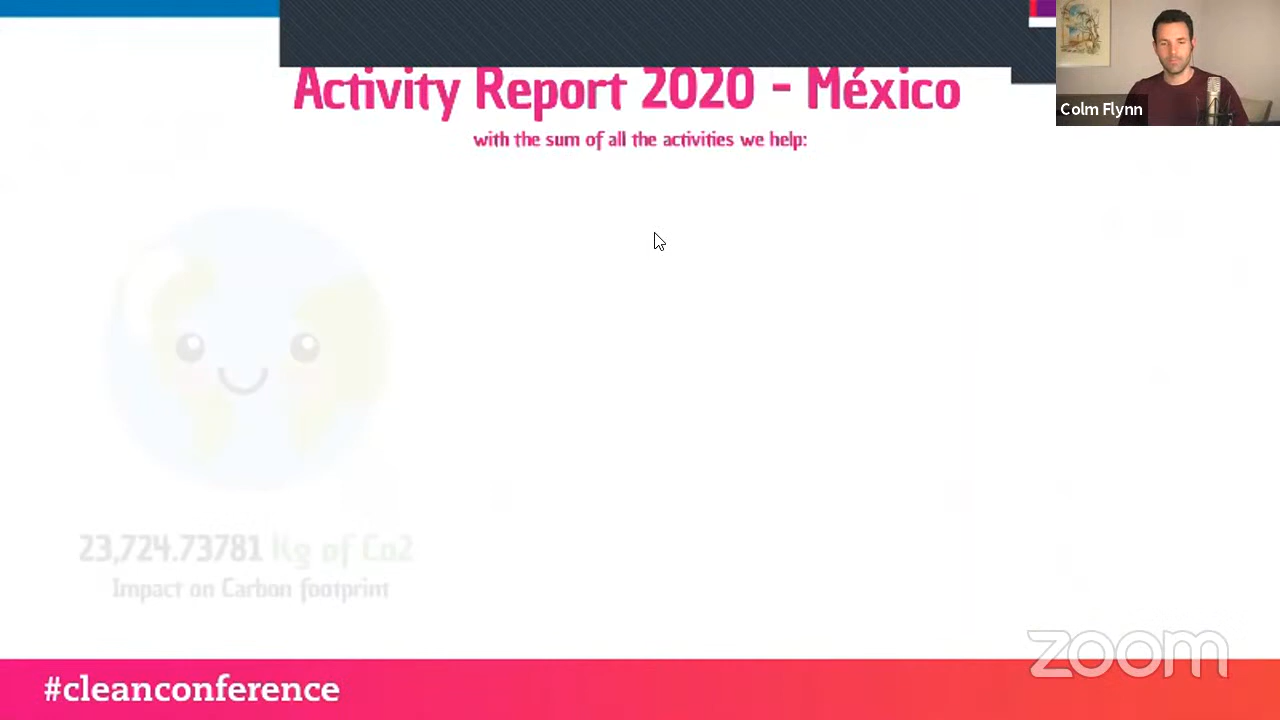 Activity Report 2020 - México
Colm Flynn
with the sum of all the activities we help:
23,724.73781 Kg of Co2
Impact on Carbon footprint
zoom
#cleanconference